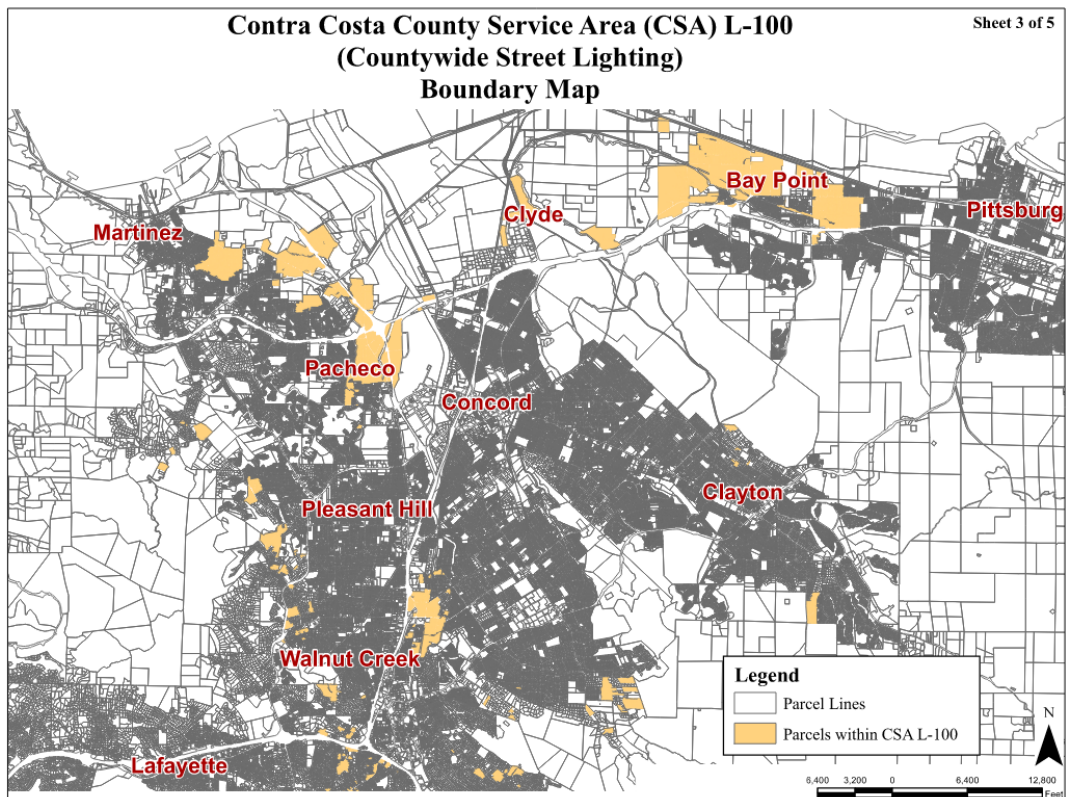 Contra Costa County Service Area (CSA) L-100
(Countywide Street Lighting)
Boundary Map
Sheet 3 of 5
Bay Point
Pittsburg
Clyde
Martinez
Pacheco
Concord
Clayton
Pleasant Hill
Walnut Creek
Lafayette
Legend
Parcel Lines
Parcels within CSA L-100
N
6,400 3,200 0 6,400 12,800
Feet